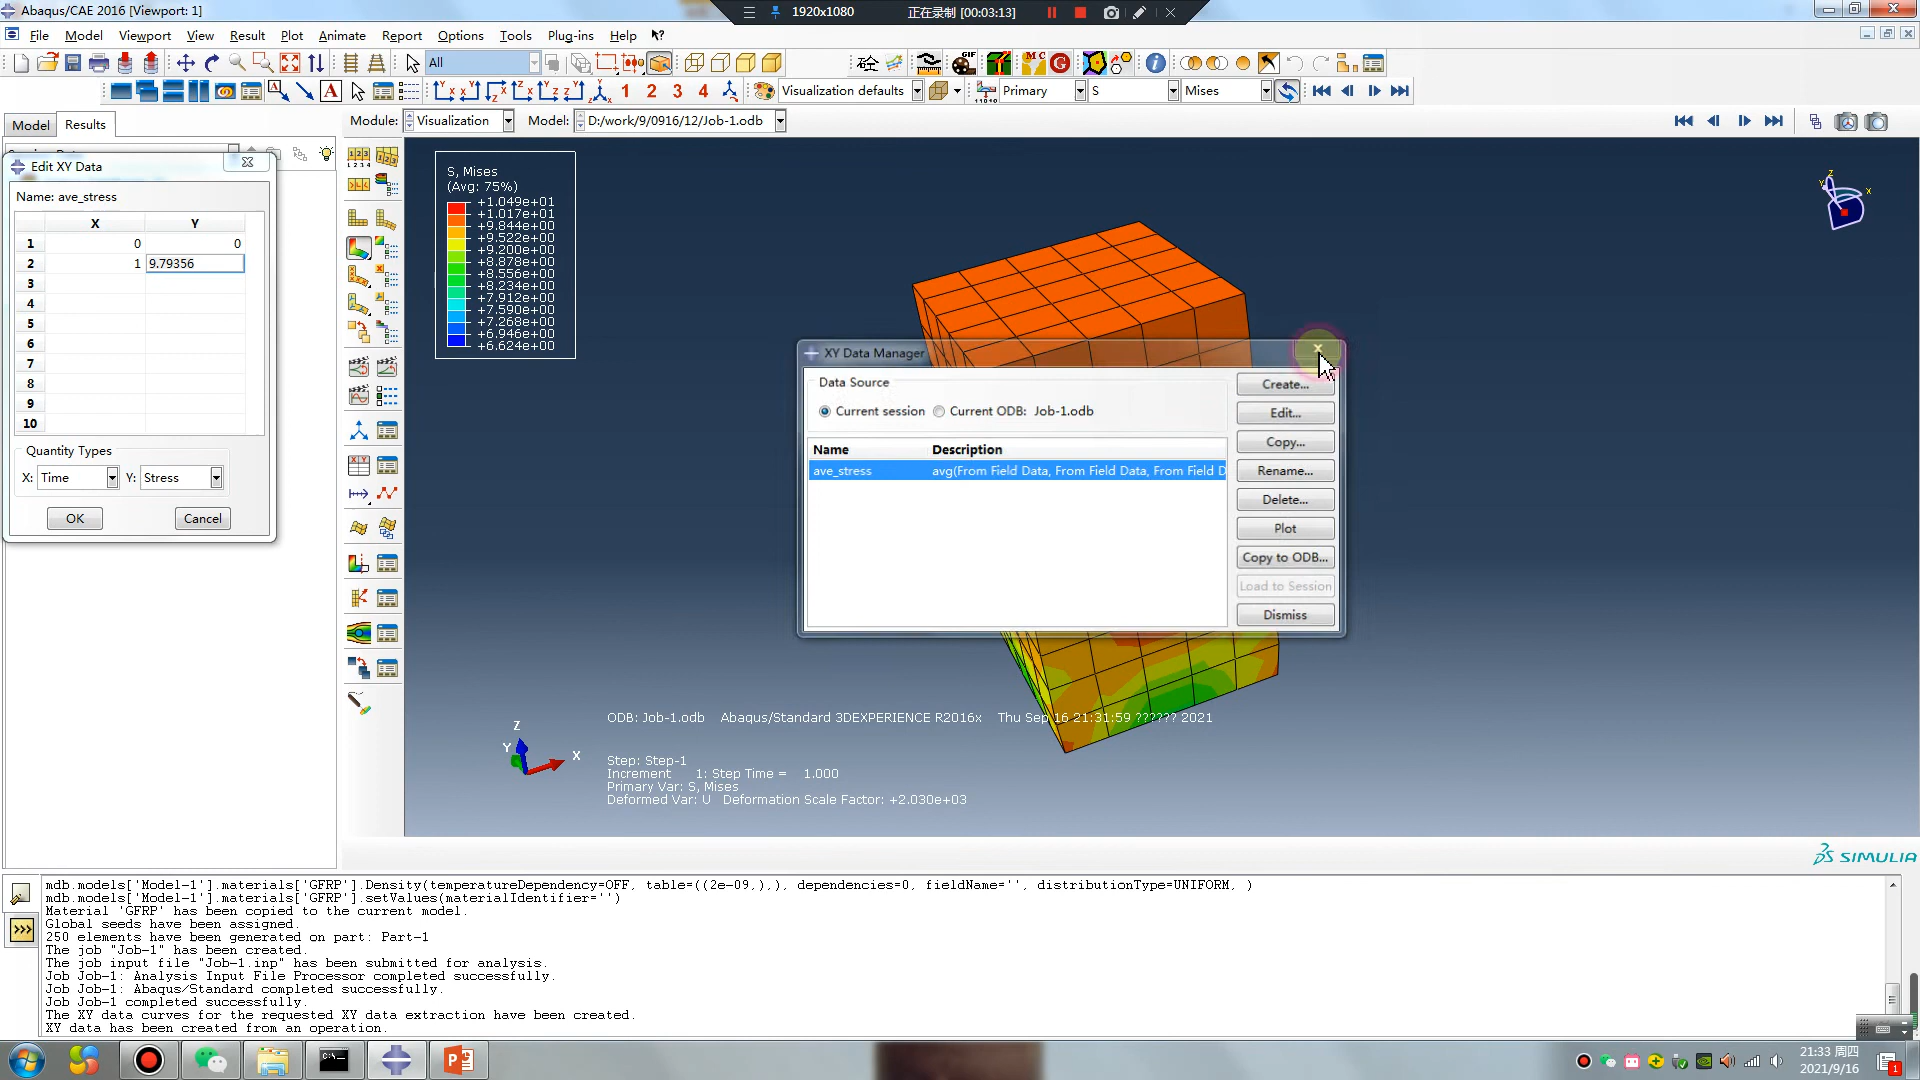 Abaqus/CAE 2016 [Viewport: 1]
1920x1080
正在录制 [00:03:13]
File Model Viewport View Result Plot Animate Report Options Tools Plug-ins Help
All
Visualization defaults
Primary
S
Mises
1 2 3 4
Model Results
Module: Visualization Model: D:/work/9/0916/12/Job-1.odb
Edit XY Data
Name: ave_stress
X Y
1 0 0
2 1 9.79356
3
4
5
6
7
8
9
10
Quantity Types
X: Time Y: Stress
OK Cancel
S, Mises
(Avg: 75%)
+1.049e+01
+1.017e+01
+9.844e+00
+9.522e+00
+9.200e+00
+8.878e+00
+8.556e+00
+8.234e+00
+7.912e+00
+7.590e+00
+7.268e+00
+6.946e+00
+6.624e+00
XY Data Manager
Data Source
Current session Current ODB: Job-1.odb
Name Description
ave_stress avg(From Field Data, From Field Data, From Field D
Create...
Edit...
Copy...
Rename...
Delete...
Plot
Copy to ODB...
Load to Session
Dismiss
ODB: Job-1.odb Abaqus/Standard 3DEXPERIENCE R2016x Thu Sep 16 21:31:59 ?????? 2021
Step: Step-1
Increment 1: Step Time = 1.000
Primary Var: S, Mises
Deformed Var: U Deformation Scale Factor: +2.030e+03
Z
Y
X
SIMULIA
mdb.models['Model-1'].materials['GFRP'].Density(temperatureDependency=OFF, table=((2e-09,),), dependencies=0, fieldName='', distributionType=UNIFORM, )
mdb.models['Model-1'].materials['GFRP'].setValues(materialIdentifier='')
Material 'GFRP' has been copied to the current model.
Global seeds have been assigned.
250 elements have been generated on part: Part-1
The job "Job-1" has been created.
The job input file "Job-1.inp" has been submitted for analysis.
Job Job-1: Analysis Input File Processor completed successfully.
Job Job-1: Abaqus/Standard completed successfully.
Job Job-1 completed successfully.
The XY data curves for the requested XY data extraction have been created.
XY data has been created from an operation.
21:33 周四
2021/9/16